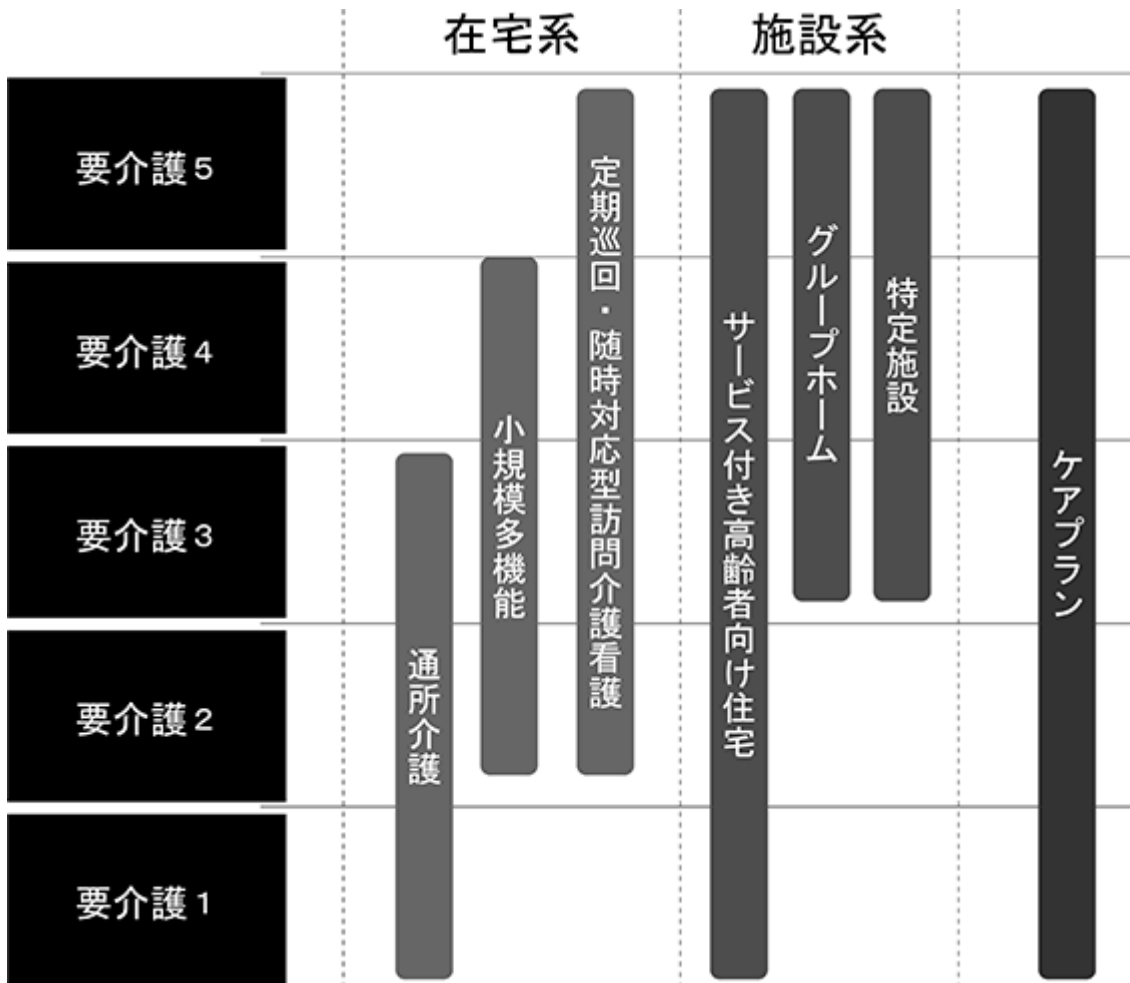 在宅系
施設系
要介護5
要介護4
要介護3
要介護2
要介護1
通所介護
小規模多機能
定期巡回・随時対応型訪問介護看護
サービス付き高齢者向け住宅
グループホーム
特定施設
ケアプラン